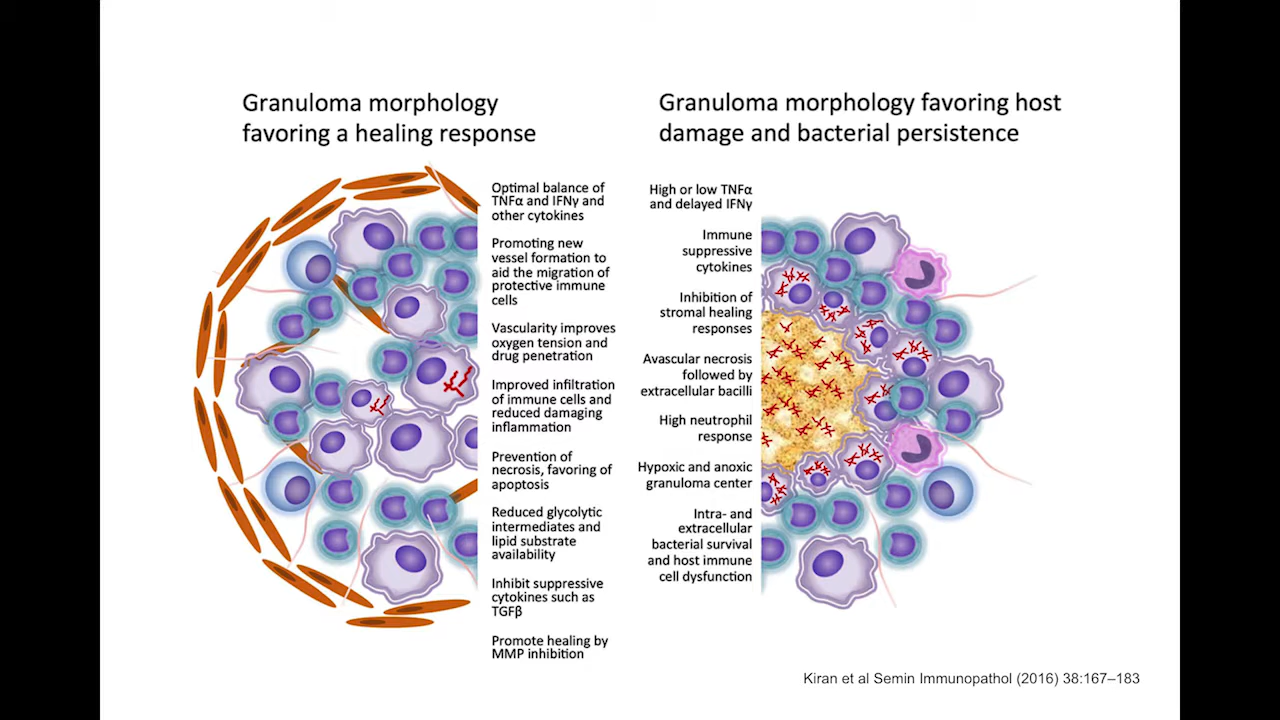 Granuloma morphology
favoring a healing response
Granuloma morphology favoring host
damage and bacterial persistence
Optimal balance of
TNFα and IFNγ and
other cytokines
Promoting new
vessel formation to
aid the migration of
protective immune
cells
Vascularity improves
oxygen tension and
drug penetration
Improved infiltration
of immune cells and
reduced damaging
inflammation
Prevention of
necrosis, favoring of
apoptosis
Reduced glycolytic
intermediates and
lipid substrate
availability
Inhibit suppressive
cytokines such as
TGFβ
Promote healing by
MMP inhibition
High or low TNFα
and delayed IFNγ
Immune
suppressive
cytokines
Inhibition of
stromal healing
responses
Avascular necrosis
followed by
extracellular bacilli
High neutrophil
response
Hypoxic and anoxic
granuloma center
Intra- and
extracellular
bacterial survival
and host immune
cell dysfunction
Kiran et al Semin Immunopathol (2016) 38:167–183